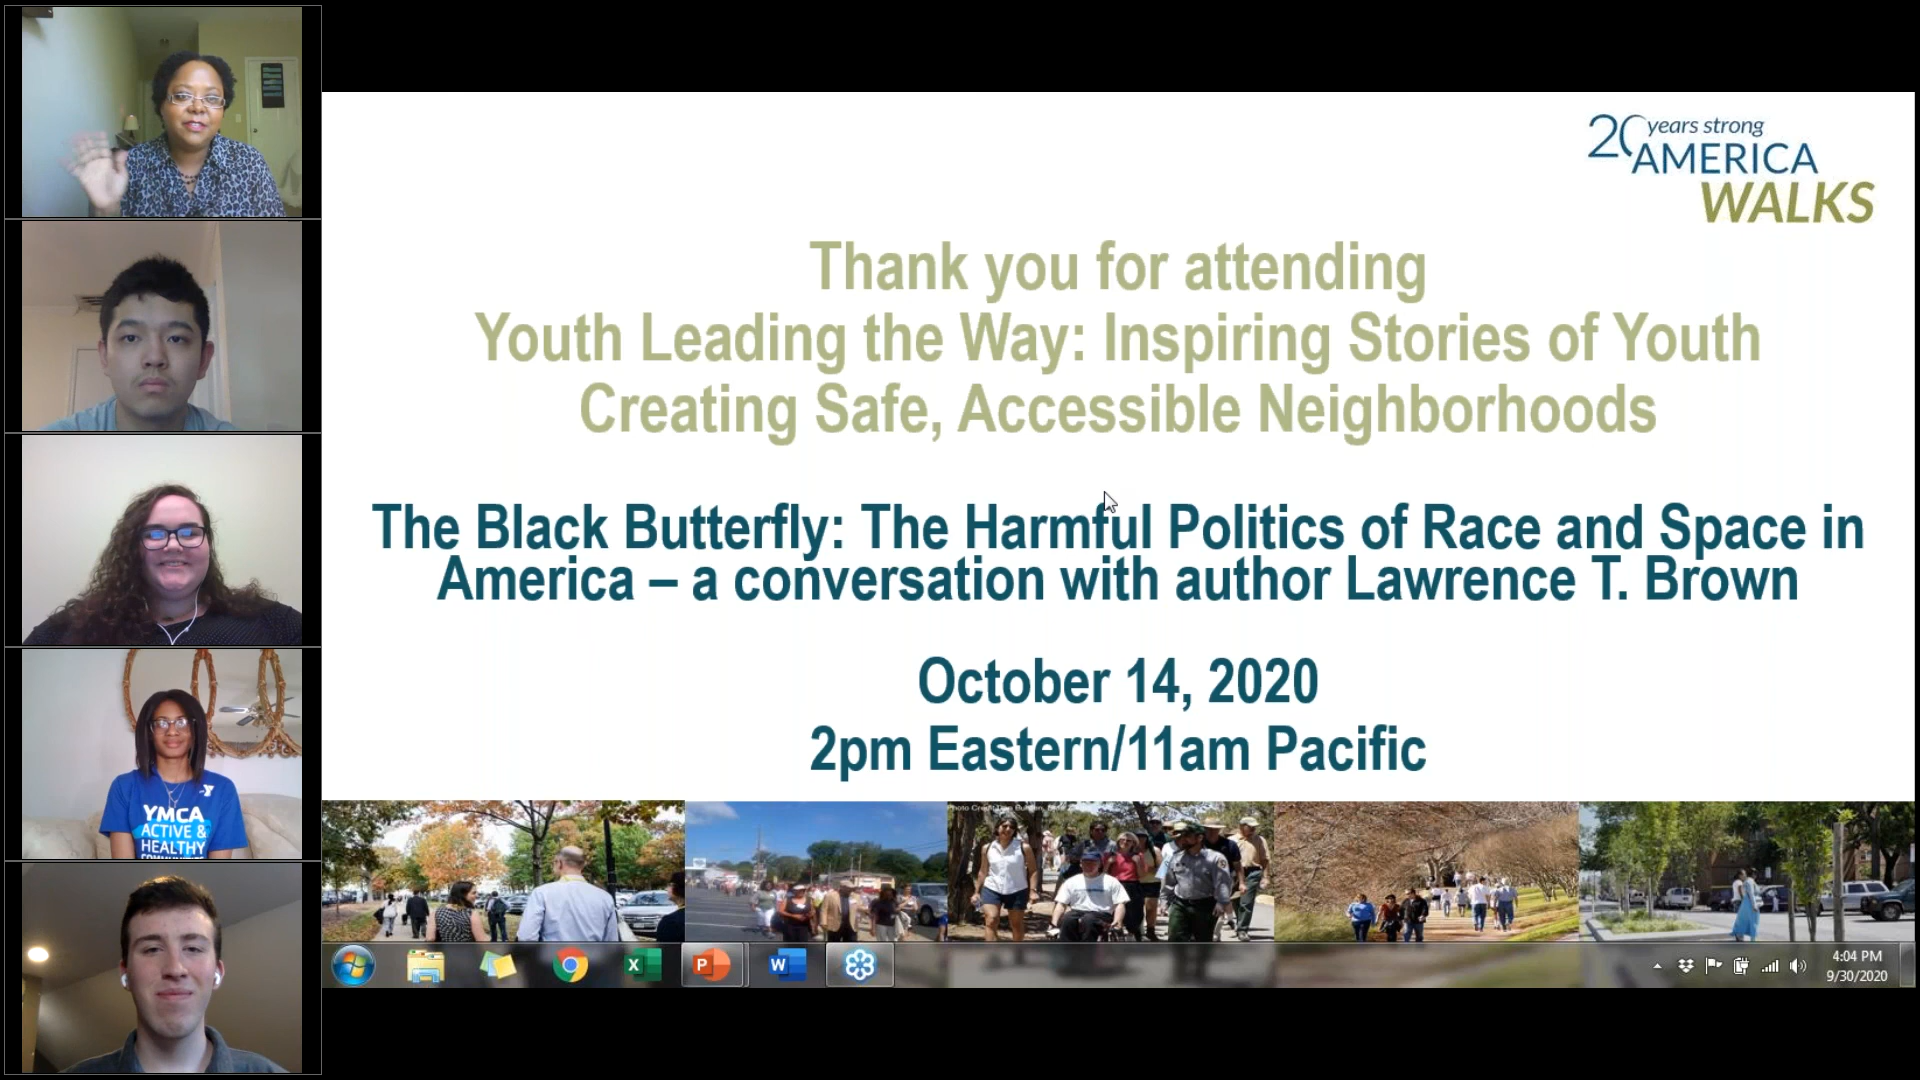 20 years strong
AMERICA
WALKS
Thank you for attending
Youth Leading the Way: Inspiring Stories of Youth
Creating Safe, Accessible Neighborhoods
The Black Butterfly: The Harmful Politics of Race and Space in
America – a conversation with author Lawrence T. Brown
October 14, 2020
2pm Eastern/11am Pacific
YMCA
ACTIVE &
HEALTHY
4:04 PM
9/30/2020